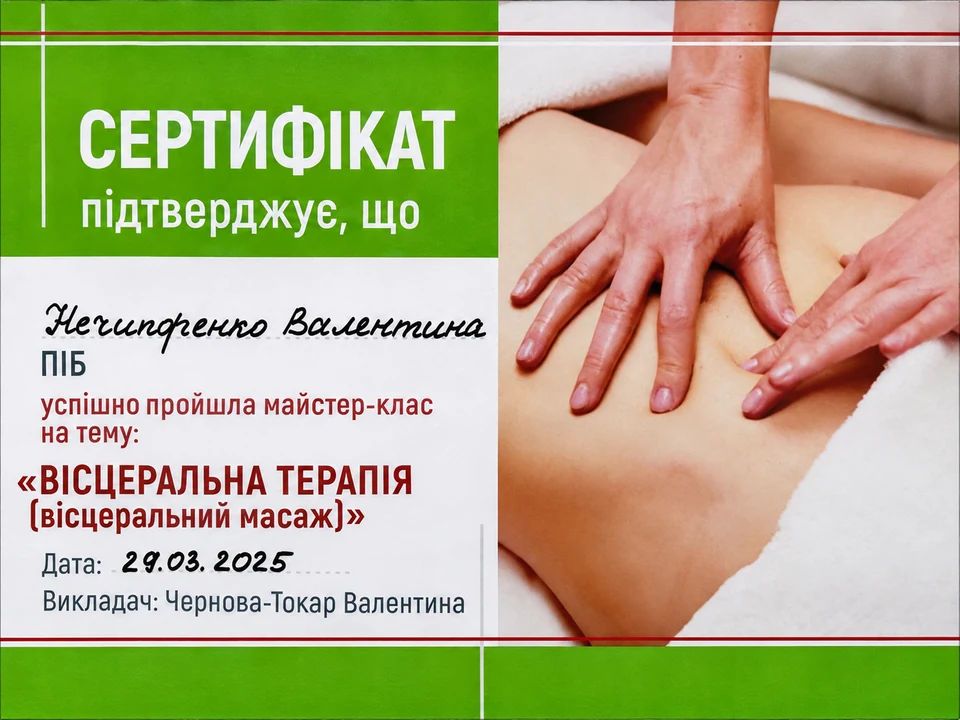 СЕРТИФІКАТ
підтверджує, що
Нечипоренко Валентина
ПІБ
успішно пройшла майстер-клас
на тему:
«ВІСЦЕРАЛЬНА ТЕРАПІЯ
(вісцеральний масаж)»
Дата: 29.03.2025
Викладач: Чернова-Токар Валентина